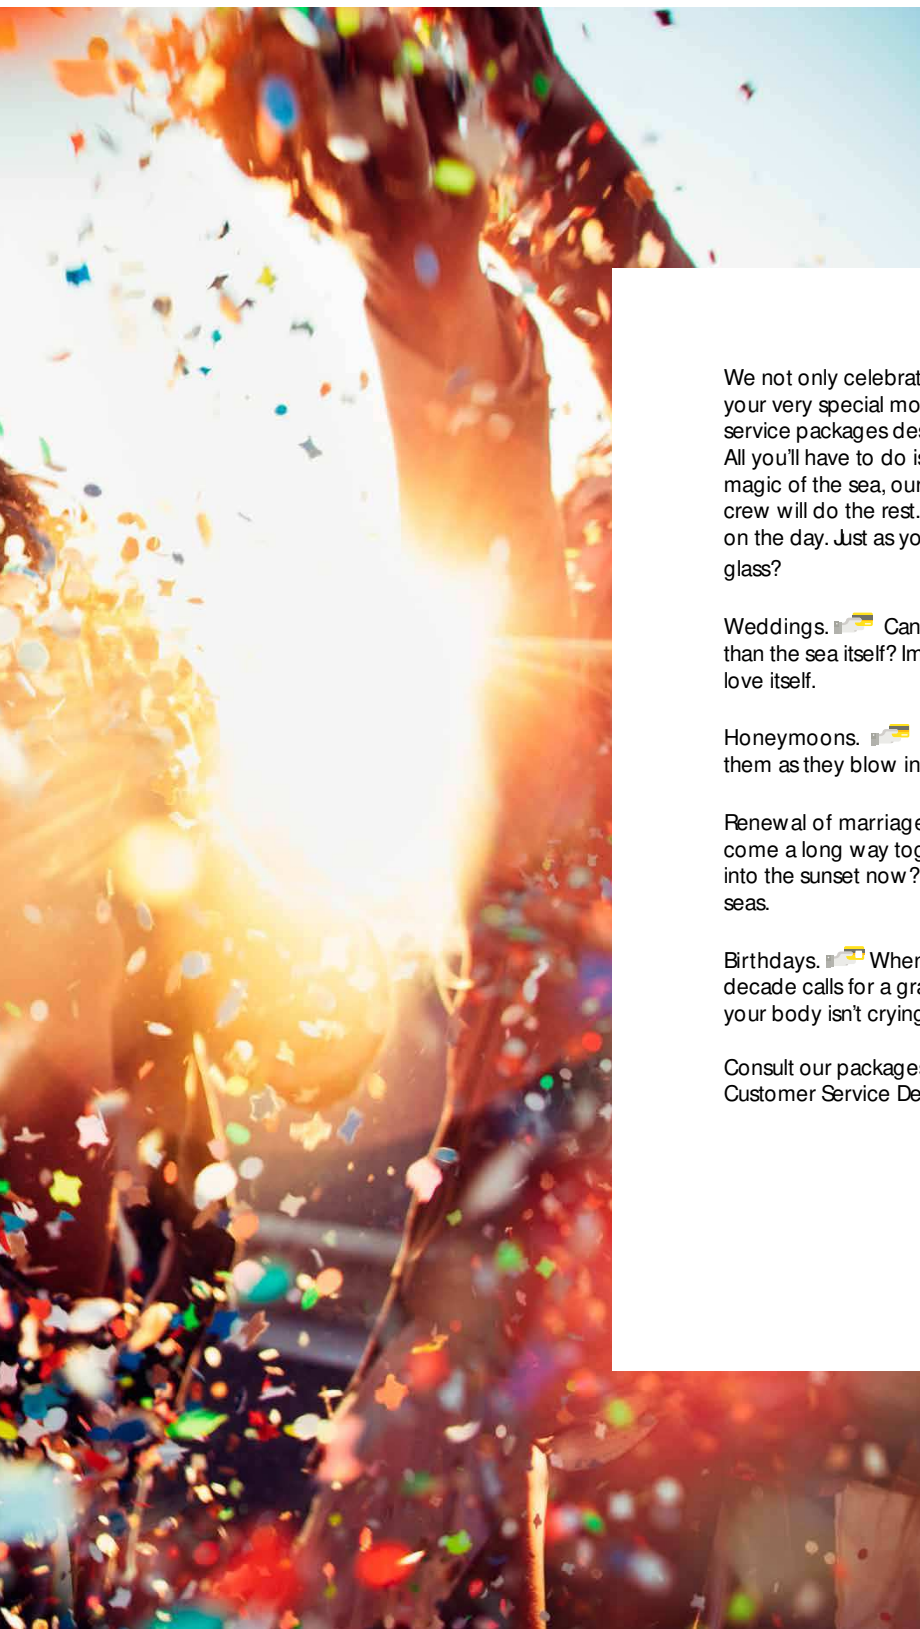 We not only celebrat
your very special mo
service packages des
All you'll have to do is
magic of the sea, our
crew will do the rest.
on the day. Just as yo
glass?
Weddings. Can
than the sea itself? Im
love itself.
Honeymoons.
them as they blow in
Renewal of marriage
come a long way tog
into the sunset now?
seas.
Birthdays. When
decade calls for a gra
your body isn't crying
Consult our packages
Customer Service De